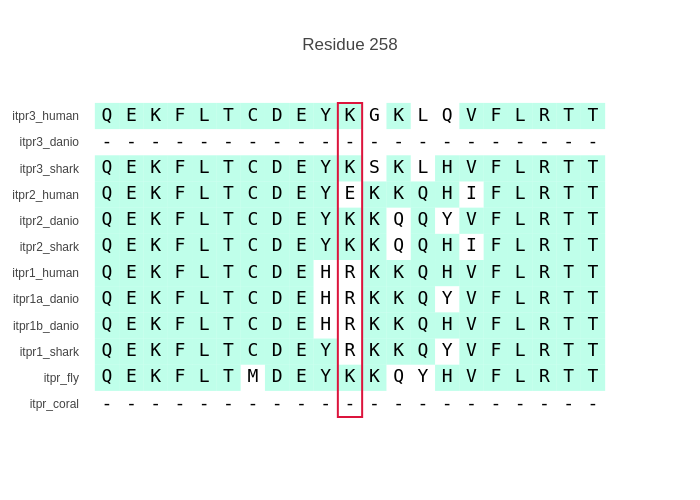 Residue 258
itpr3_human Q E K F L T C D E Y K G K L Q V F L R T T
itpr3_danio - - - - - - - - - - - - - - - - - - - - -
itpr3_shark Q E K F L T C D E Y K S K L H V F L R T T
itpr2_human Q E K F L T C D E Y E K K Q H I F L R T T
itpr2_danio Q E K F L T C D E Y K K Q Q Y V F L R T T
itpr2_shark Q E K F L T C D E Y K K Q Q H I F L R T T
itpr1_human Q E K F L T C D E H R K K Q H V F L R T T
itpr1a_danio Q E K F L T C D E H R K K Q Y V F L R T T
itpr1b_danio Q E K F L T C D E H R K K Q H V F L R T T
itpr1_shark Q E K F L T C D E Y R K K Q Y V F L R T T
itpr_fly Q E K F L T M D E Y K K Q Y H V F L R T T
itpr_coral - - - - - - - - - - - - - - - - - - - - -